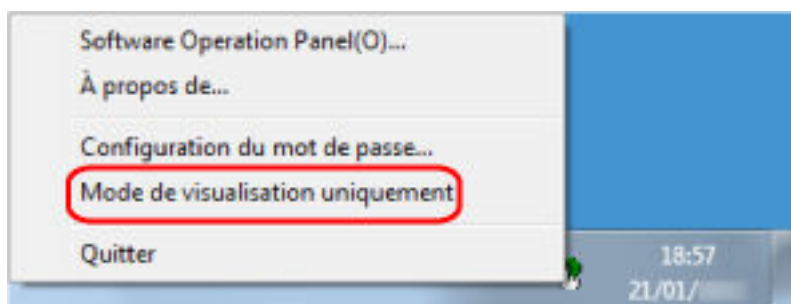 Software Operation Panel(O)...
À propos de...
Configuration du mot de passe...
Mode de visualisation uniquement
Quitter
18:57
21/01/